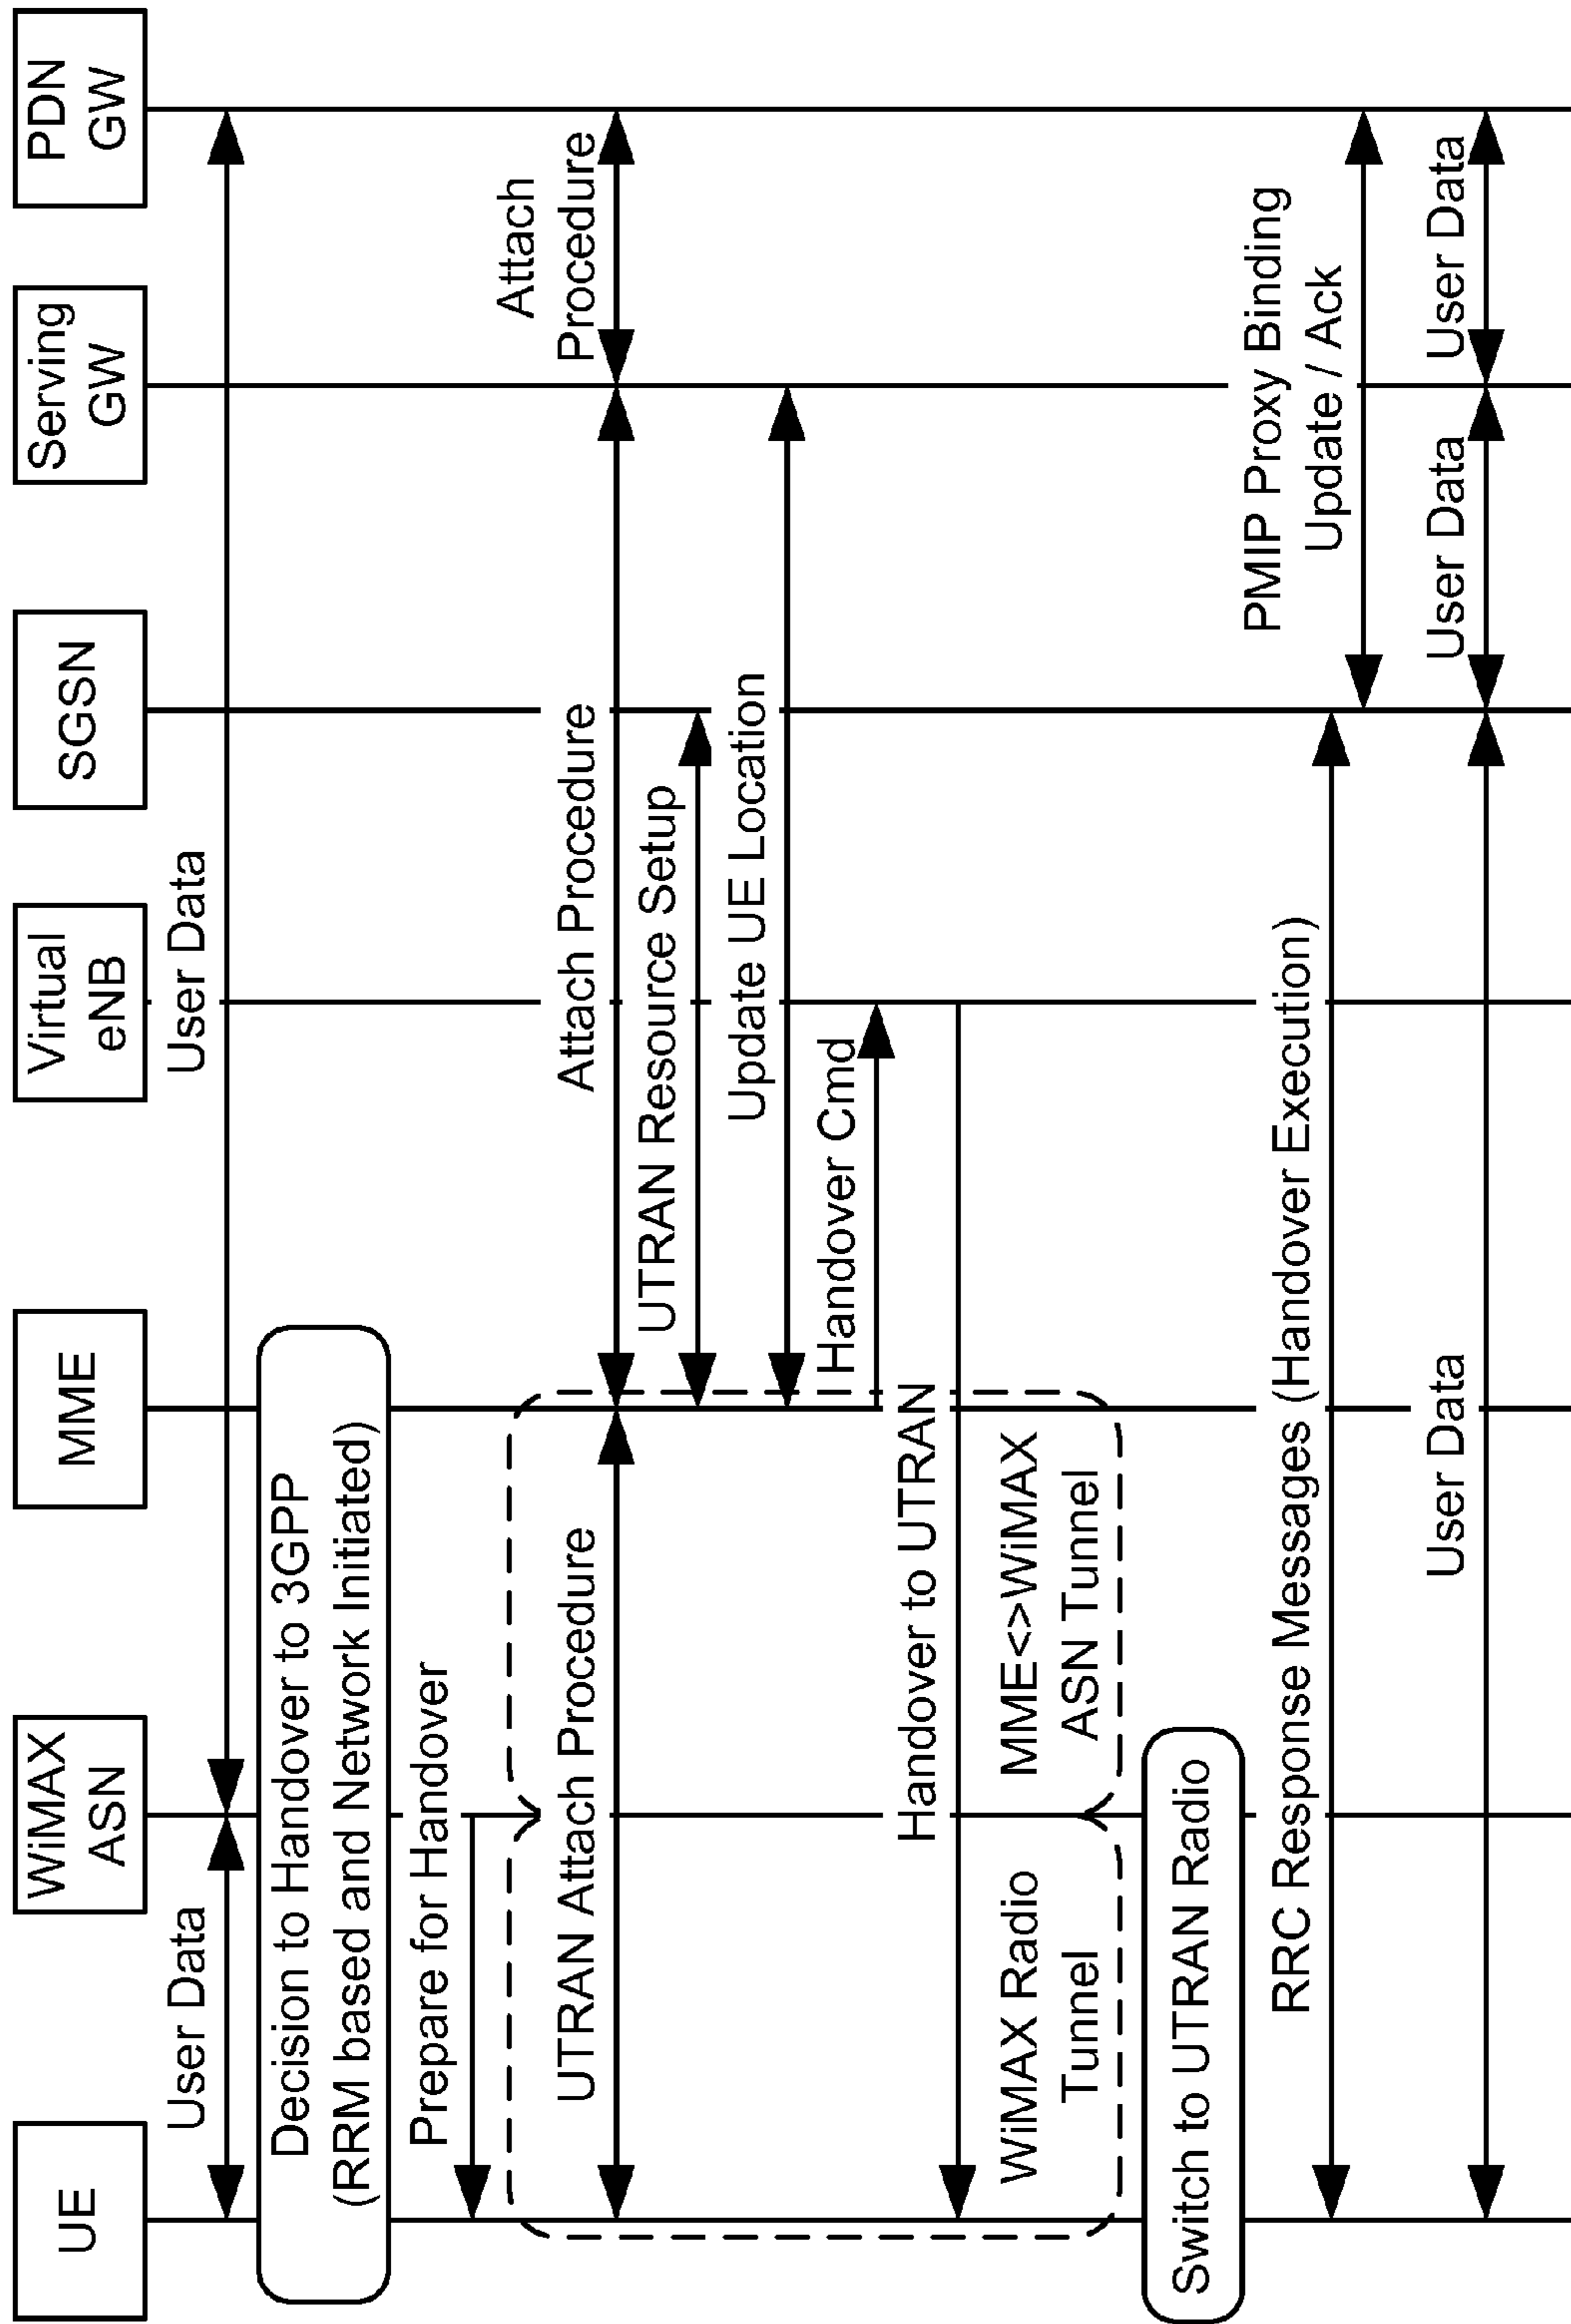 UE
WiMAX
ASN
MME
Virtual
eNB
SGSN
Serving
GW
PDN
GW
User Data
User Data
Decision to Handover to 3GPP
(RRM based and Network Initiated)
Prepare for Handover
UTRAN Attach Procedure
Attach Procedure
Attach
Procedure
UTRAN Resource Setup
Update UE Location
Handover Cmd
Handover to UTRAN
WiMAX Radio
Tunnel
MME<>WiMAX
ASN Tunnel
Switch to UTRAN Radio
RRC Response Messages (Handover Execution)
PMIP Proxy Binding
Update / Ack
User Data
User Data
User Data